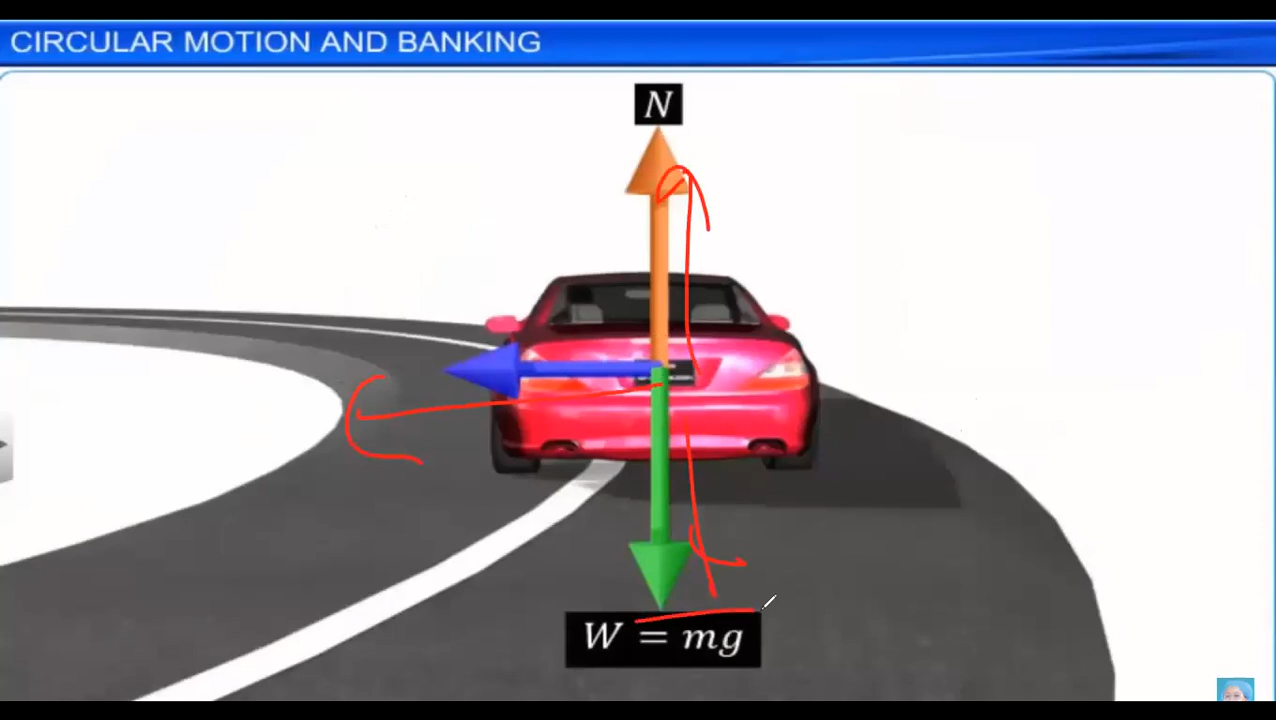 CIRCULAR MOTION AND BANKING
N
W = mg